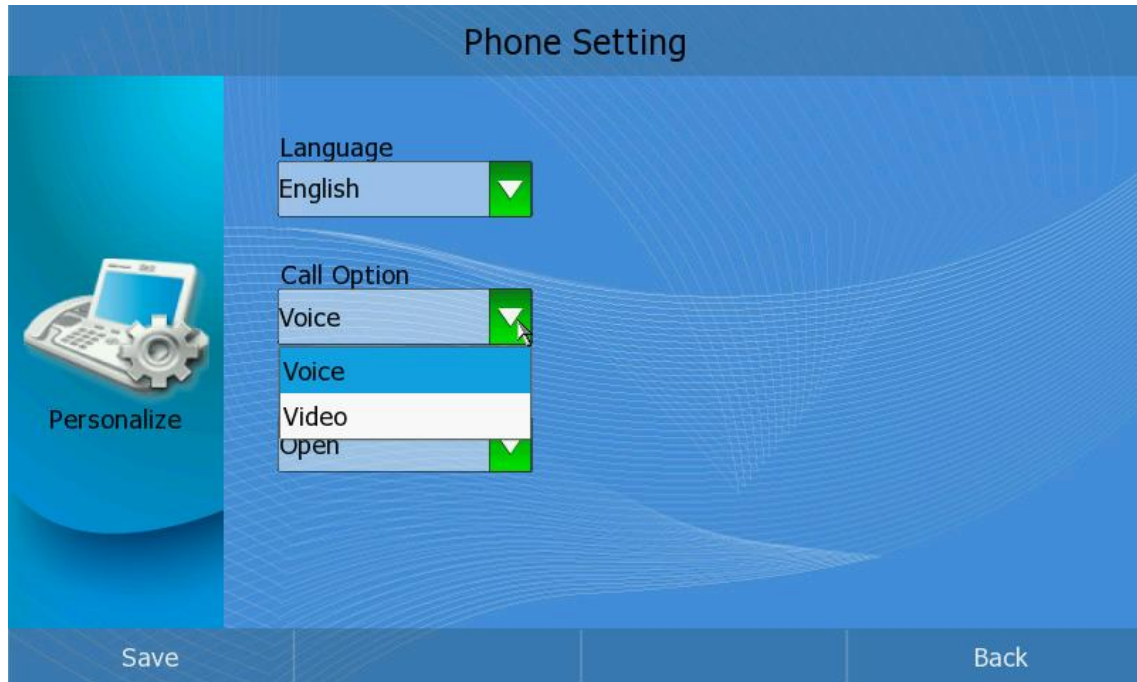 Phone Setting
Language
English
Call Option
Voice
Voice
Video
Open
Personalize
Save
Back